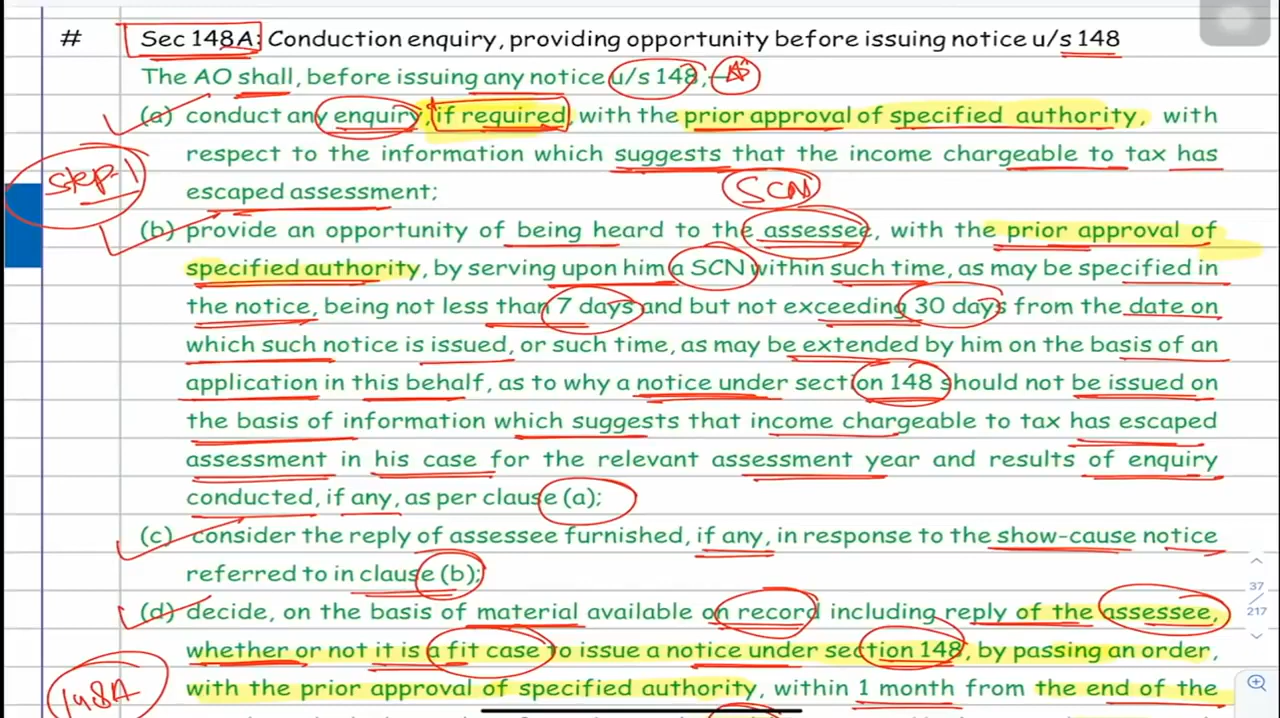 # Sec 148A: Conduction enquiry, providing opportunity before issuing notice u/s 148
The AO shall, before issuing any notice u/s 148, –
(a) conduct any enquiry, if required, with the prior approval of specified authority, with
respect to the information which suggests that the income chargeable to tax has
Step-1
escaped assessment;
SCN
(b) provide an opportunity of being heard to the assessee, with the prior approval of
specified authority, by serving upon him a SCN within such time, as may be specified in
the notice, being not less than 7 days and but not exceeding 30 days from the date on
which such notice is issued, or such time, as may be extended by him on the basis of an
application in this behalf, as to why a notice under section 148 should not be issued on
the basis of information which suggests that income chargeable to tax has escaped
assessment in his case for the relevant assessment year and results of enquiry
conducted, if any, as per clause (a);
(c) consider the reply of assessee furnished, if any, in response to the show-cause notice
referred to in clause (b);
37
217
(d) decide, on the basis of material available on record including reply of the assessee,
whether or not it is a fit case to issue a notice under section 148, by passing an order,
148A
with the prior approval of specified authority, within 1 month from the end of the